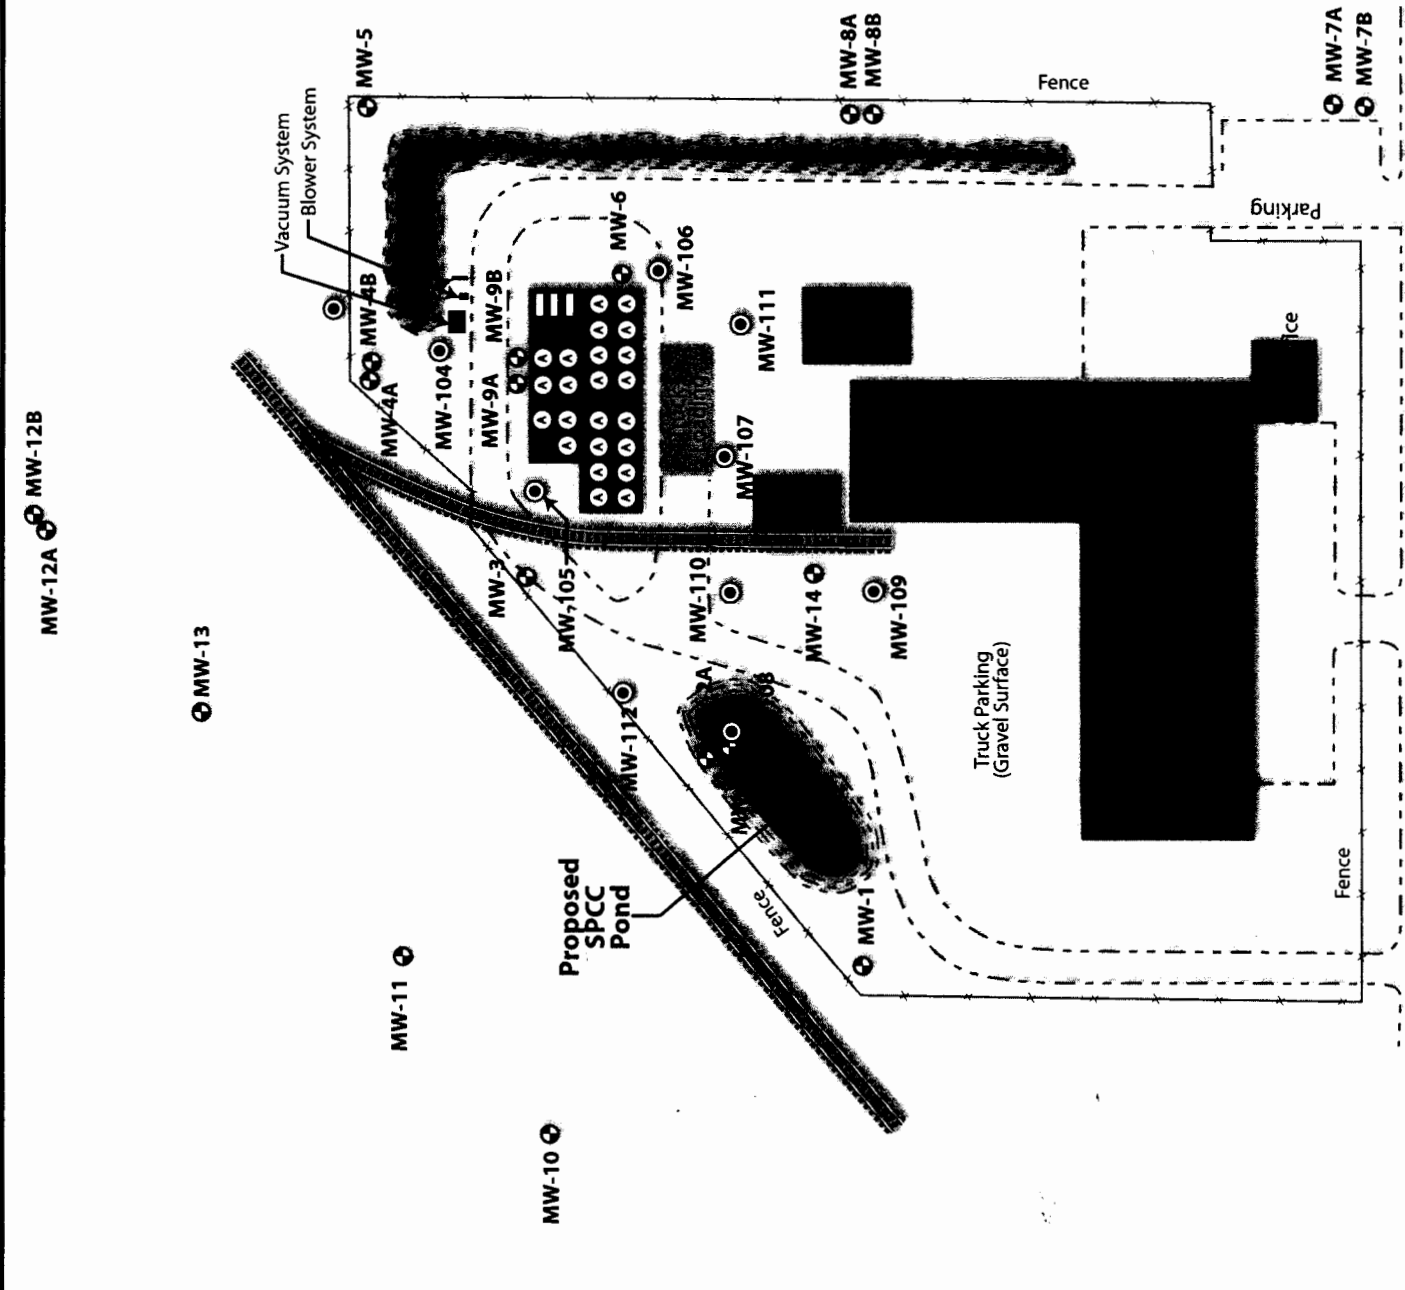 MW-5
MW-8A
MW-8B
MW-7A
MW-7B
Fence
Vacuum System
Blower System
Parking
MW-6
MW-106
MW-4B
MW-9B
MW-111
MW-4A
MW-104
MW-9A
MW-107
MW-12B
MW-12A
MW-3
MW-105
MW-110
MW-14
MW-109
MW-13
MW-112
Truck Parking
(Gravel Surface)
Proposed
SPCC
Pond
Fence
MW-1
Fence
MW-11
MW-10
A A
A A
A A A A
A A A A
A A
A A A
A A
A A